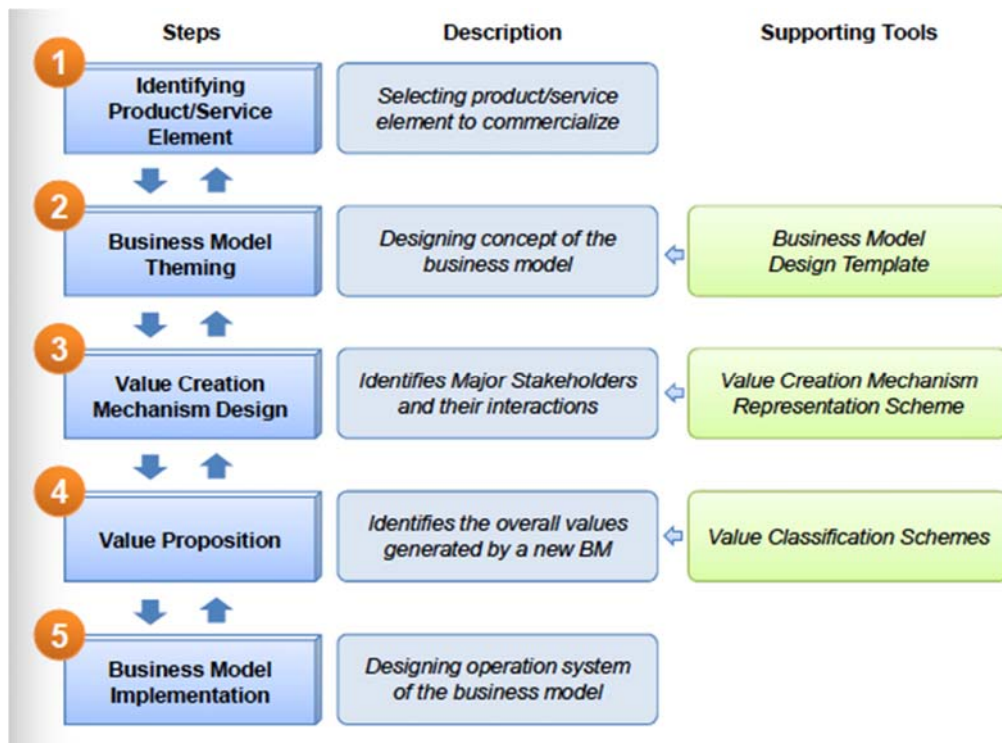 Steps
Description
Supporting Tools
1
Identifying
Product/Service
Element
Selecting product/service
element to commercialize
2
Business Model
Theming
Designing concept of the
business model
Business Model
Design Template
3
Value Creation
Mechanism Design
Identifies Major Stakeholders
and their interactions
Value Creation Mechanism
Representation Scheme
4
Value Proposition
Identifies the overall values
generated by a new BM
Value Classification Schemes
5
Business Model
Implementation
Designing operation system
of the business model